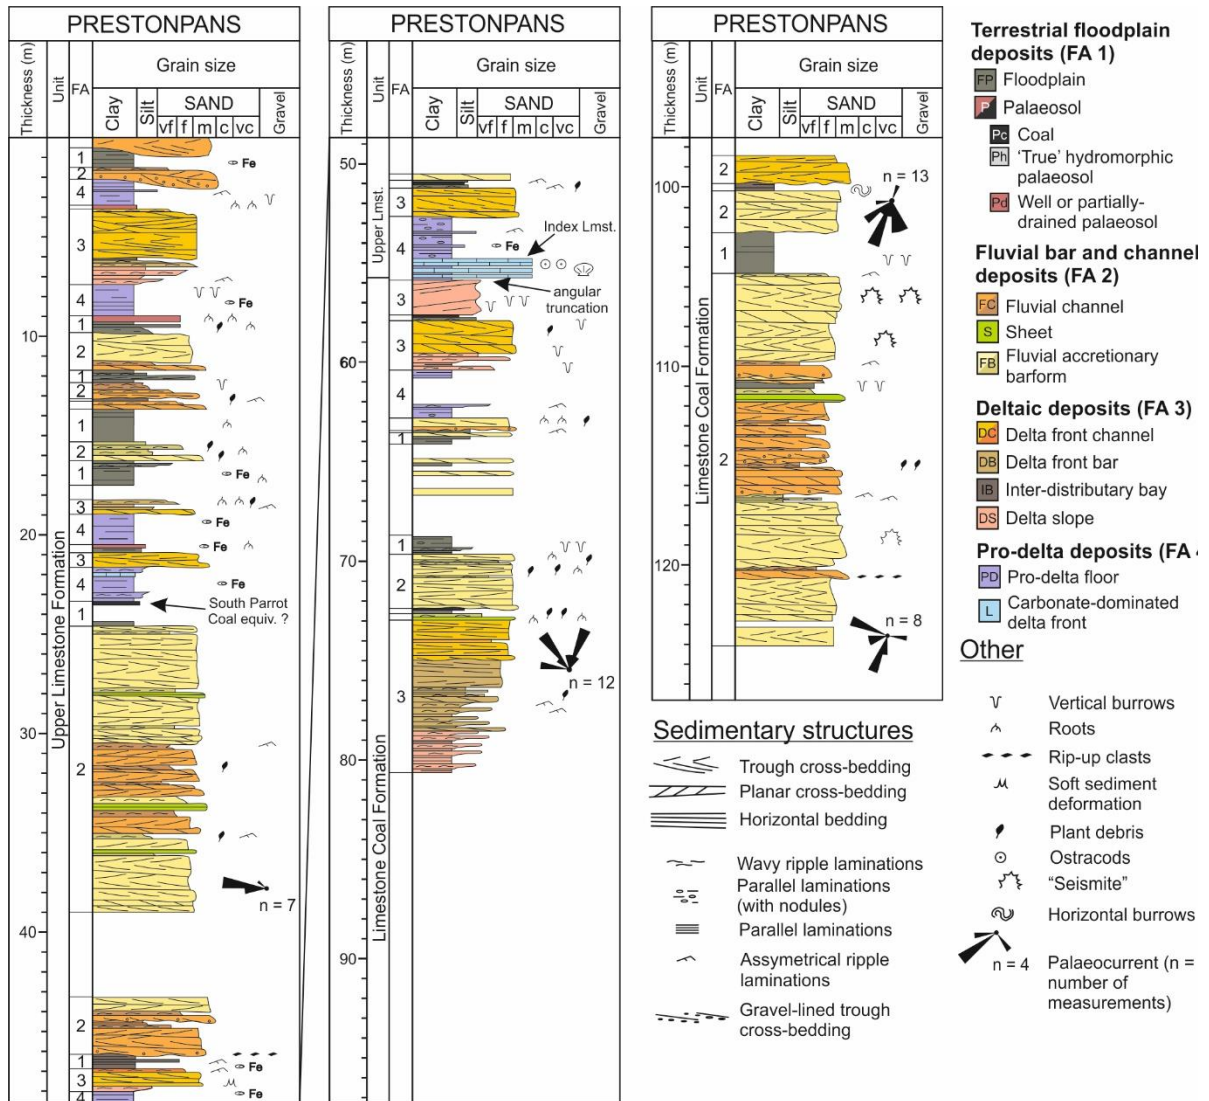 PRESTONPANS
Thickness (m)
Unit
FA
Grain size
Clay
Silt
SAND
vf f m c vc
Gravel
1
2
4
3
4
1
2
1
2
1
2
1
3
4
3
4
1
2
2
1
3
4
10
20
30
40
Upper Limestone Formation
Fe
Fe
Fe
Fe
Fe
Fe
South Parrot
Coal equiv. ?
n = 7
Fe
Fe
PRESTONPANS
Thickness (m)
Unit
FA
Grain size
Clay
Silt
SAND
vf f m c vc
Gravel
50
60
70
80
90
Upper Lmst.
Limestone Coal Formation
3
4
3
3
4
1
1
2
3
Index Lmst.
Fe
angular
truncation
n = 12
PRESTONPANS
Thickness (m)
Unit
FA
Grain size
Clay
Silt
SAND
vf f m c vc
Gravel
100
110
120
Limestone Coal Formation
2
2
1
2
n = 13
n = 8
Terrestrial floodplain
deposits (FA 1)
FP Floodplain
P Palaeosol
Pc Coal
Ph 'True' hydromorphic
palaeosol
Pd Well or partially-
drained palaeosol
Fluvial bar and channel
deposits (FA 2)
FC Fluvial channel
S Sheet
FB Fluvial accretionary
barform
Deltaic deposits (FA 3)
DC Delta front channel
DB Delta front bar
IB Inter-distributary bay
DS Delta slope
Pro-delta deposits (FA
PD Pro-delta floor
L Carbonate-dominated
delta front
Other
Vertical burrows
Roots
Rip-up clasts
Soft sediment
deformation
Plant debris
Ostracods
"Seismite"
Horizontal burrows
n = 4 Palaeocurrent (n =
number of
measurements)
Sedimentary structures
Trough cross-bedding
Planar cross-bedding
Horizontal bedding
Wavy ripple laminations
Parallel laminations
(with nodules)
Parallel laminations
Assymetrical ripple
laminations
Gravel-lined trough
cross-bedding